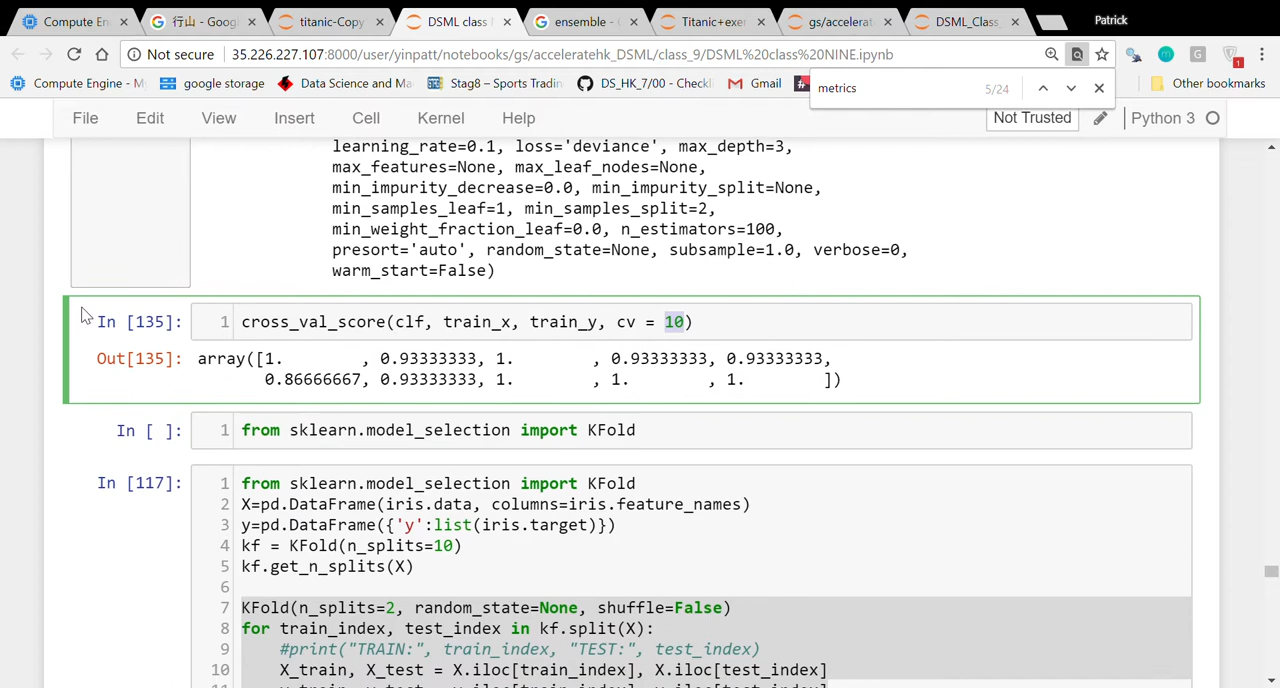 Compute En
行山 - Goog
titanic-Copy
DSML class N
ensemble -
Titanic+exer
gs/accelerat
DSML_Class
Patrick
Not secure 35.226.227.107:8000/user/yinpatt/notebooks/gs/acceleratehk_DSML/class_9/DSML%20class%20NINE.ipynb
Compute Engine -
google storage
Data Science and Ma
Stag8 – Sports Tradin
DS_HK_7/00 - Checkl
Gmail
Other bookmarks
metrics 5/24
File Edit View Insert Cell Kernel Help
Not Trusted
Python 3
learning_rate=0.1, loss='deviance', max_depth=3,
max_features=None, max_leaf_nodes=None,
min_impurity_decrease=0.0, min_impurity_split=None,
min_samples_leaf=1, min_samples_split=2,
min_weight_fraction_leaf=0.0, n_estimators=100,
presort='auto', random_state=None, subsample=1.0, verbose=0,
warm_start=False)
In [135]: 1 cross_val_score(clf, train_x, train_y, cv = 10)
Out[135]: array([1. , 0.93333333, 1. , 0.93333333, 0.93333333,
0.86666667, 0.93333333, 1. , 1. , 1. ])
In [ ]: 1 from sklearn.model_selection import KFold
In [117]: 1 from sklearn.model_selection import KFold
2 X=pd.DataFrame(iris.data, columns=iris.feature_names)
3 y=pd.DataFrame({'y':list(iris.target)})
4 kf = KFold(n_splits=10)
5 kf.get_n_splits(X)
6
7 KFold(n_splits=2, random_state=None, shuffle=False)
8 for train_index, test_index in kf.split(X):
9 #print("TRAIN:", train_index, "TEST:", test_index)
10 X_train, X_test = X.iloc[train_index], X.iloc[test_index]